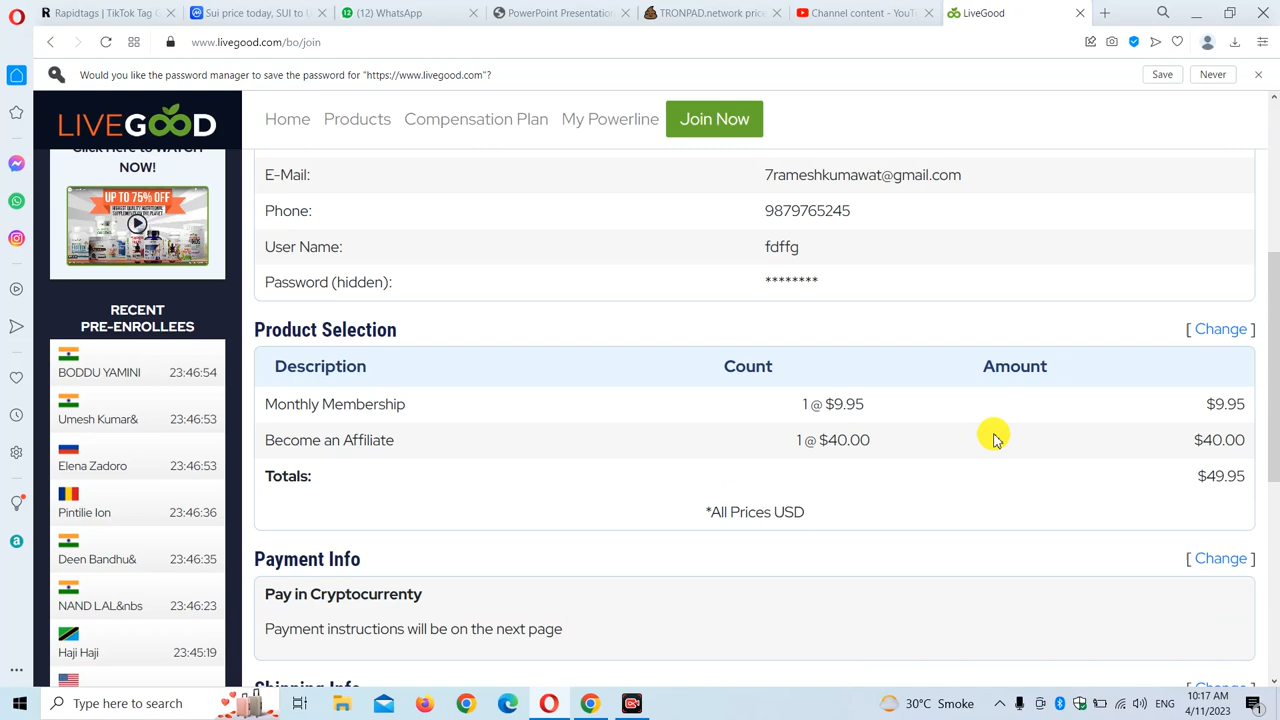 R Rapidtags I TikTok Tag G
Sui price today, SUI to U
(12) WhatsApp
PowerPoint Presentation
TRONPAD.network price
Channel content - YouT
LiveGood
www.livegood.com/bo/join
Would you like the password manager to save the password for "https://www.livegood.com"?
Save
Never
LIVEGOOD
Home
Products
Compensation Plan
My Powerline
Join Now
Click Here to WATCH
NOW!
UP TO 75% OFF
E-Mail: 7rameshkumawat@gmail.com
Phone: 9879765245
User Name: fdffg
Password (hidden): ********
RECENT
PRE-ENROLLEES
BODDU YAMINI 23:46:54
Umesh Kumar& 23:46:53
Elena Zadoro 23:46:53
Pintilie Ion 23:46:36
Deen Bandhu& 23:46:35
NAND LAL&nbs 23:46:23
Haji Haji 23:45:19
Product Selection [ Change ]
Description Count Amount
Monthly Membership 1 @ $9.95 $9.95
Become an Affiliate 1 @ $40.00 $40.00
Totals: $49.95
*All Prices USD
Payment Info [ Change ]
Pay in Cryptocurrenty
Payment instructions will be on the next page
Shipping Info [ Change ]
Type here to search
30°C Smoke
ENG
10:17 AM
4/11/2023